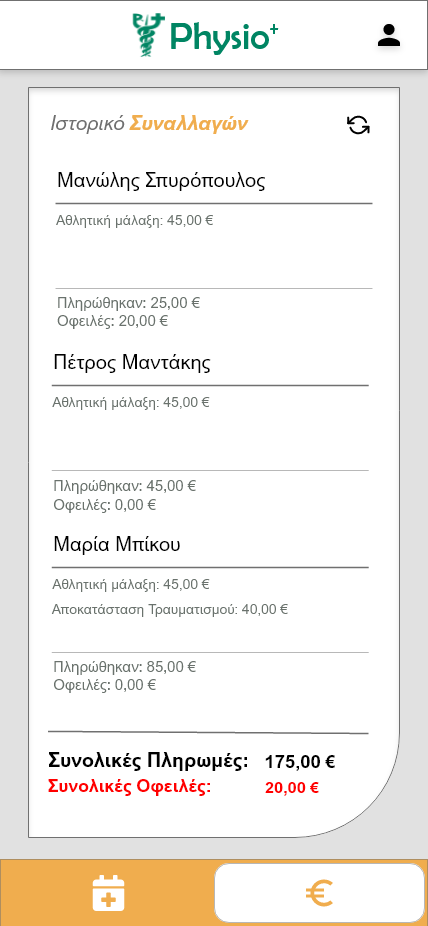 Physio+
Ιστορικό Συναλλαγών
Μανώλης Σπυρόπουλος
Αθλητική μάλαξη: 45,00 €
Πληρώθηκαν: 25,00 €
Οφειλές: 20,00 €
Πέτρος Μαντάκης
Αθλητική μάλαξη: 45,00 €
Πληρώθηκαν: 45,00 €
Οφειλές: 0,00 €
Μαρία Μπίκου
Αθλητική μάλαξη: 45,00 €
Αποκατάσταση Τραυματισμού: 40,00 €
Πληρώθηκαν: 85,00 €
Οφειλές: 0,00 €
Συνολικές Πληρωμές: 175,00 €
Συνολικές Οφειλές: 20,00 €
€